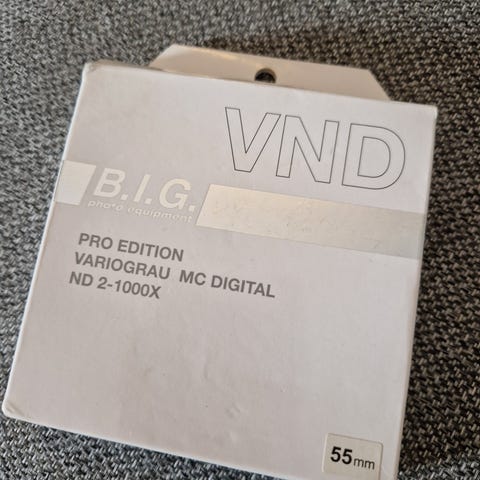 VND
B.I.G.
photo equipment
PRO EDITION
VARIOGRAU MC DIGITAL
ND 2-1000X
55mm